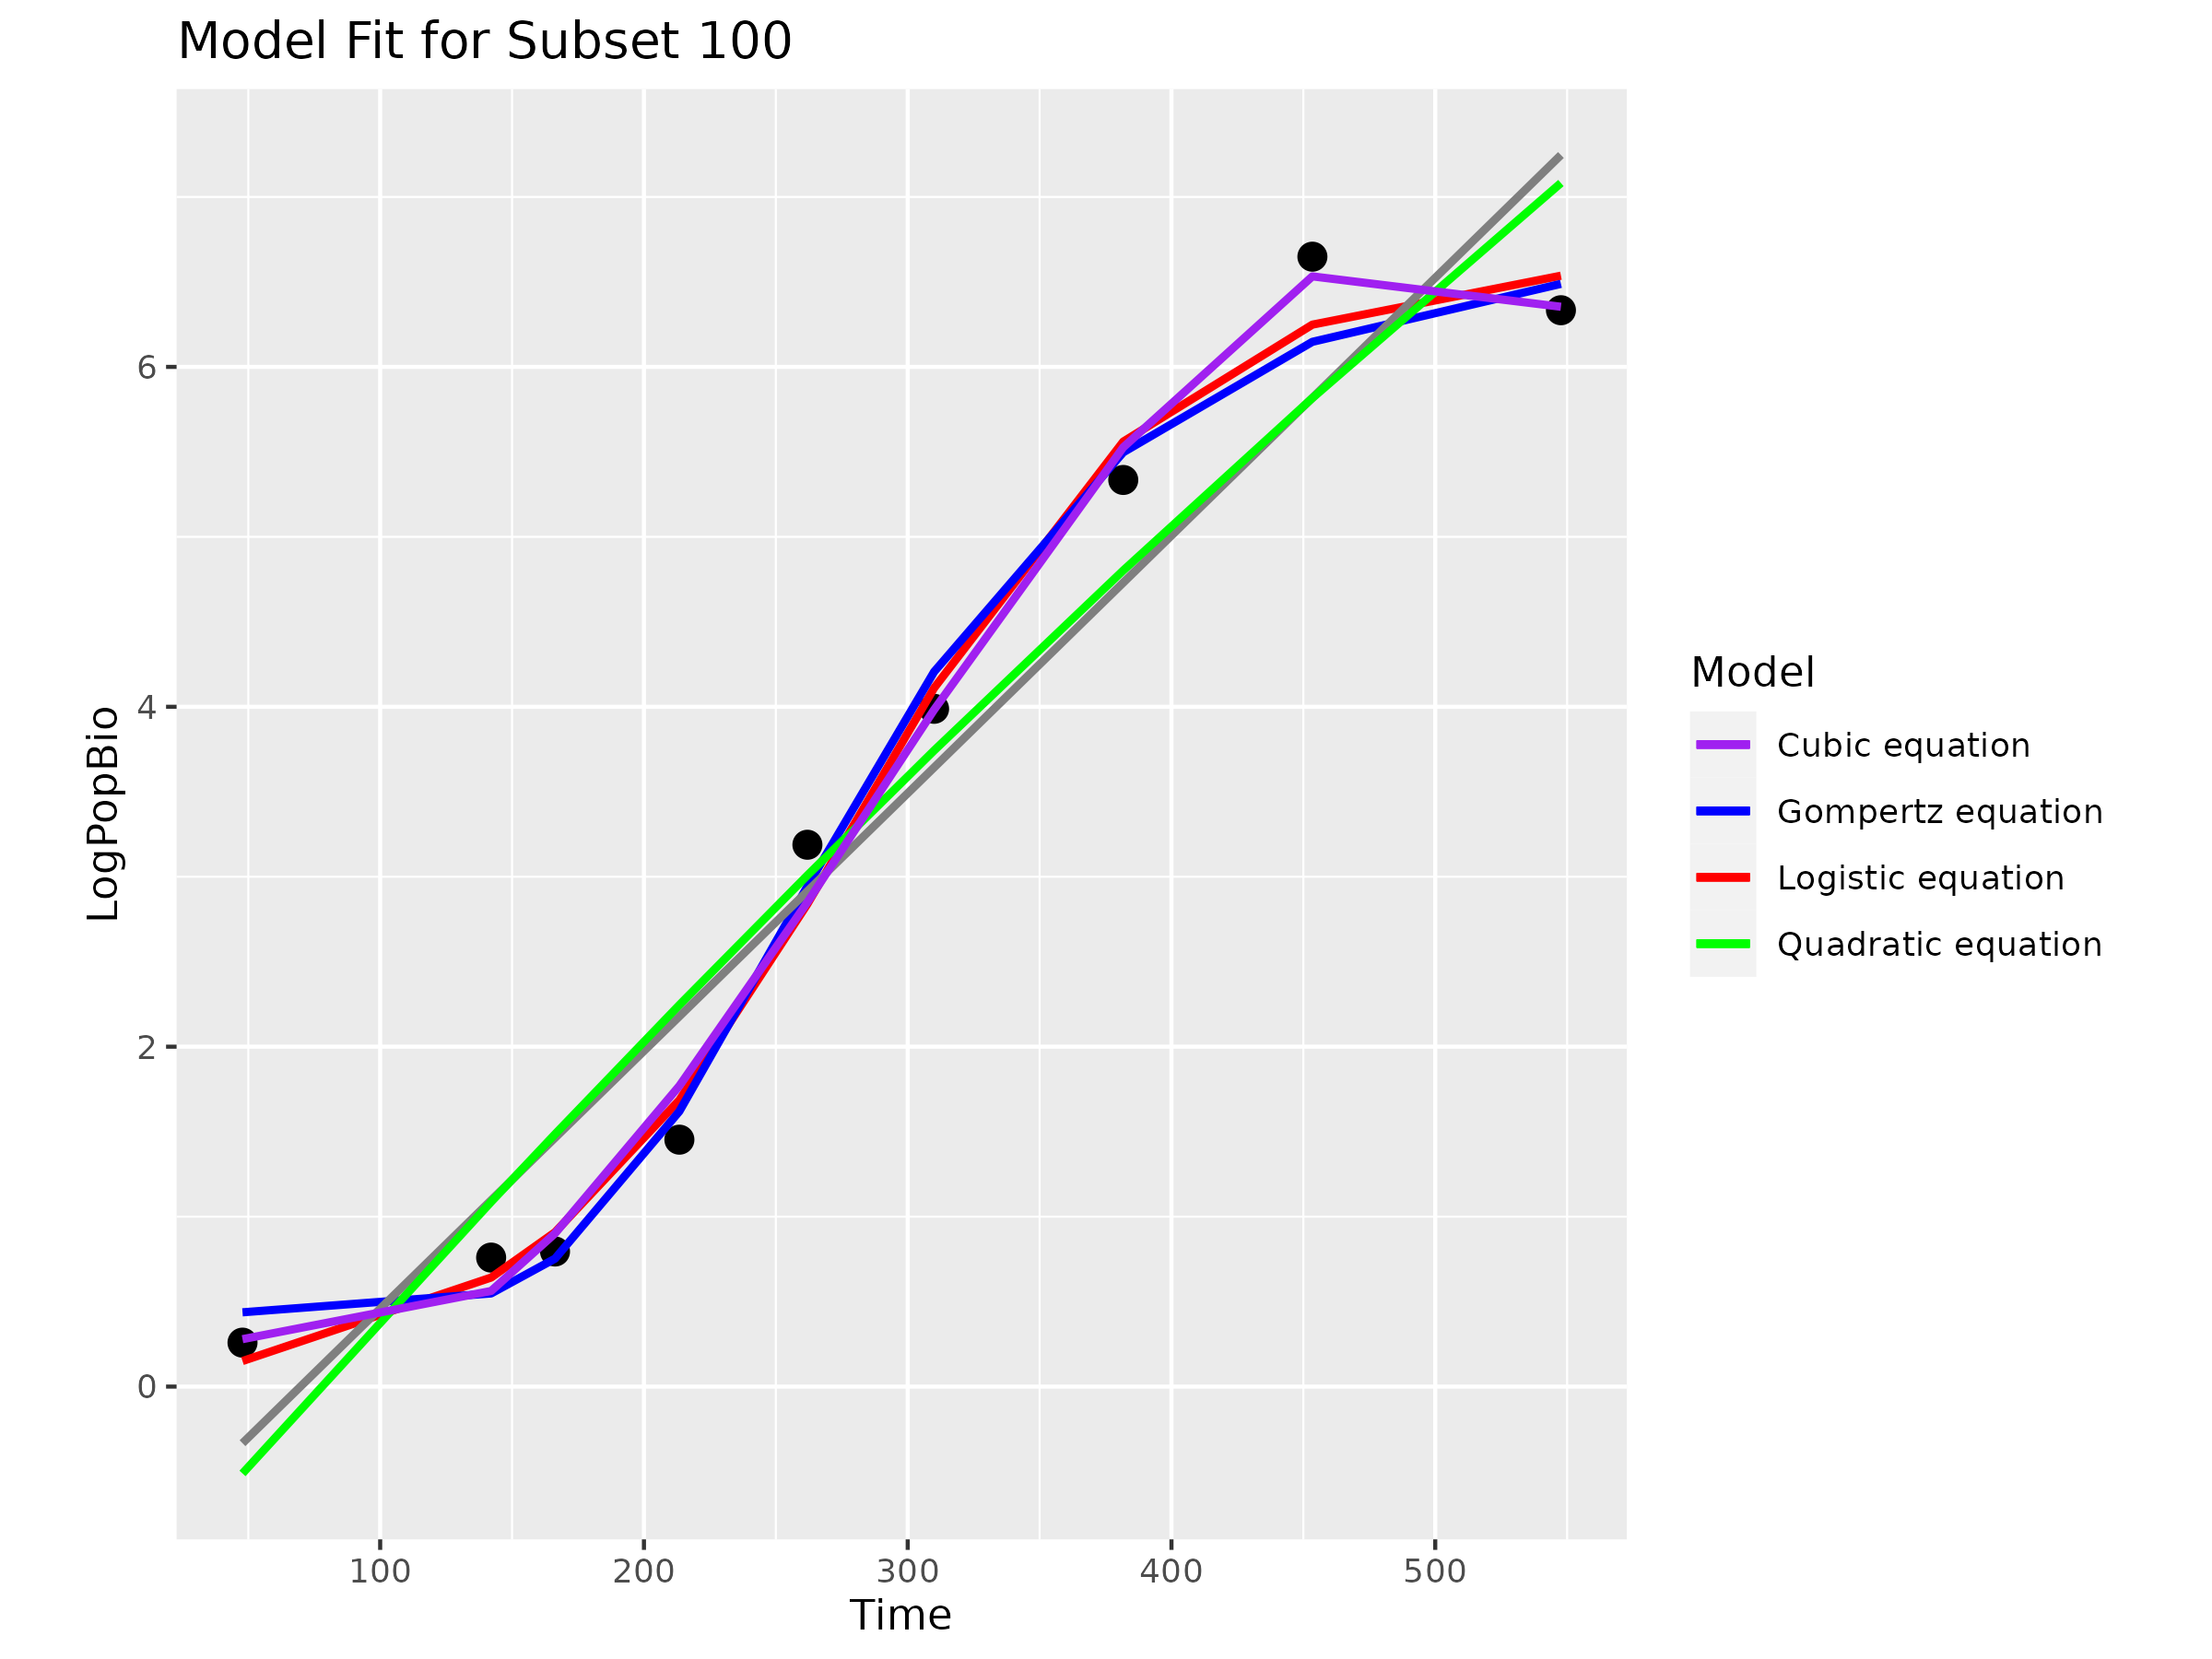 Model Fit for Subset 100
LogPopBio
6
4
2
0
100 200 300 400 500
Time
Model
Cubic equation
Gompertz equation
Logistic equation
Quadratic equation